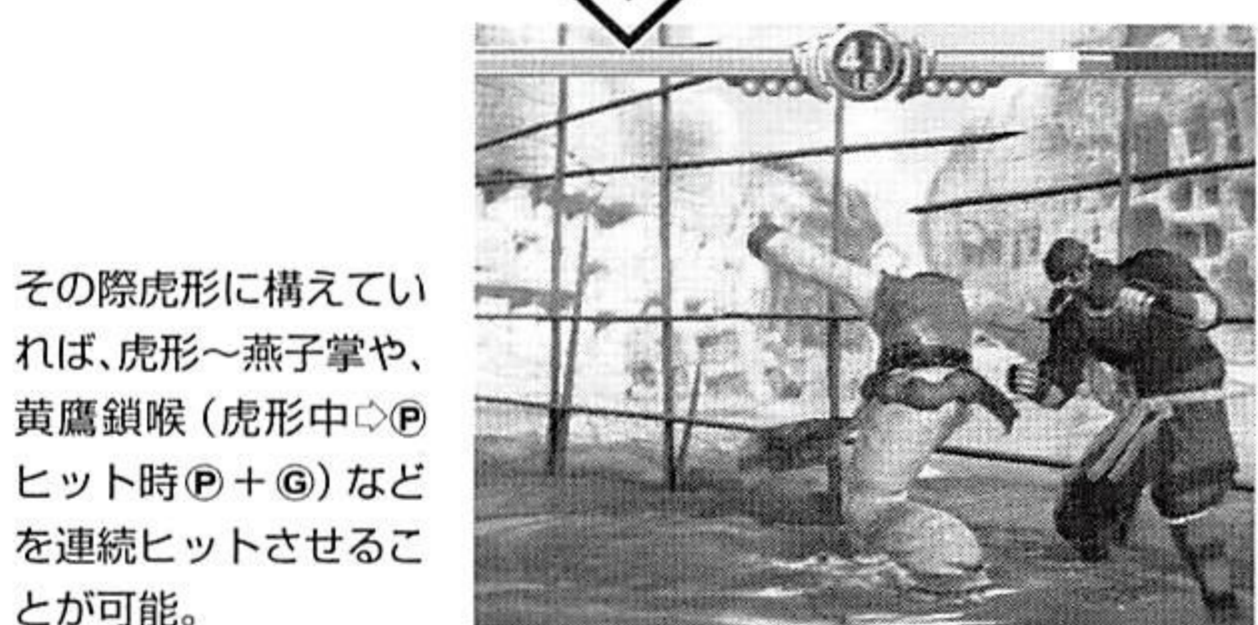 その際虎形に構えてい
れば、虎形～燕子掌や、
黄鷹鎖喉（虎形中⇨Ⓟ
ヒット時Ⓟ＋Ⓖ）など
を連続ヒットさせるこ
とが可能。
41